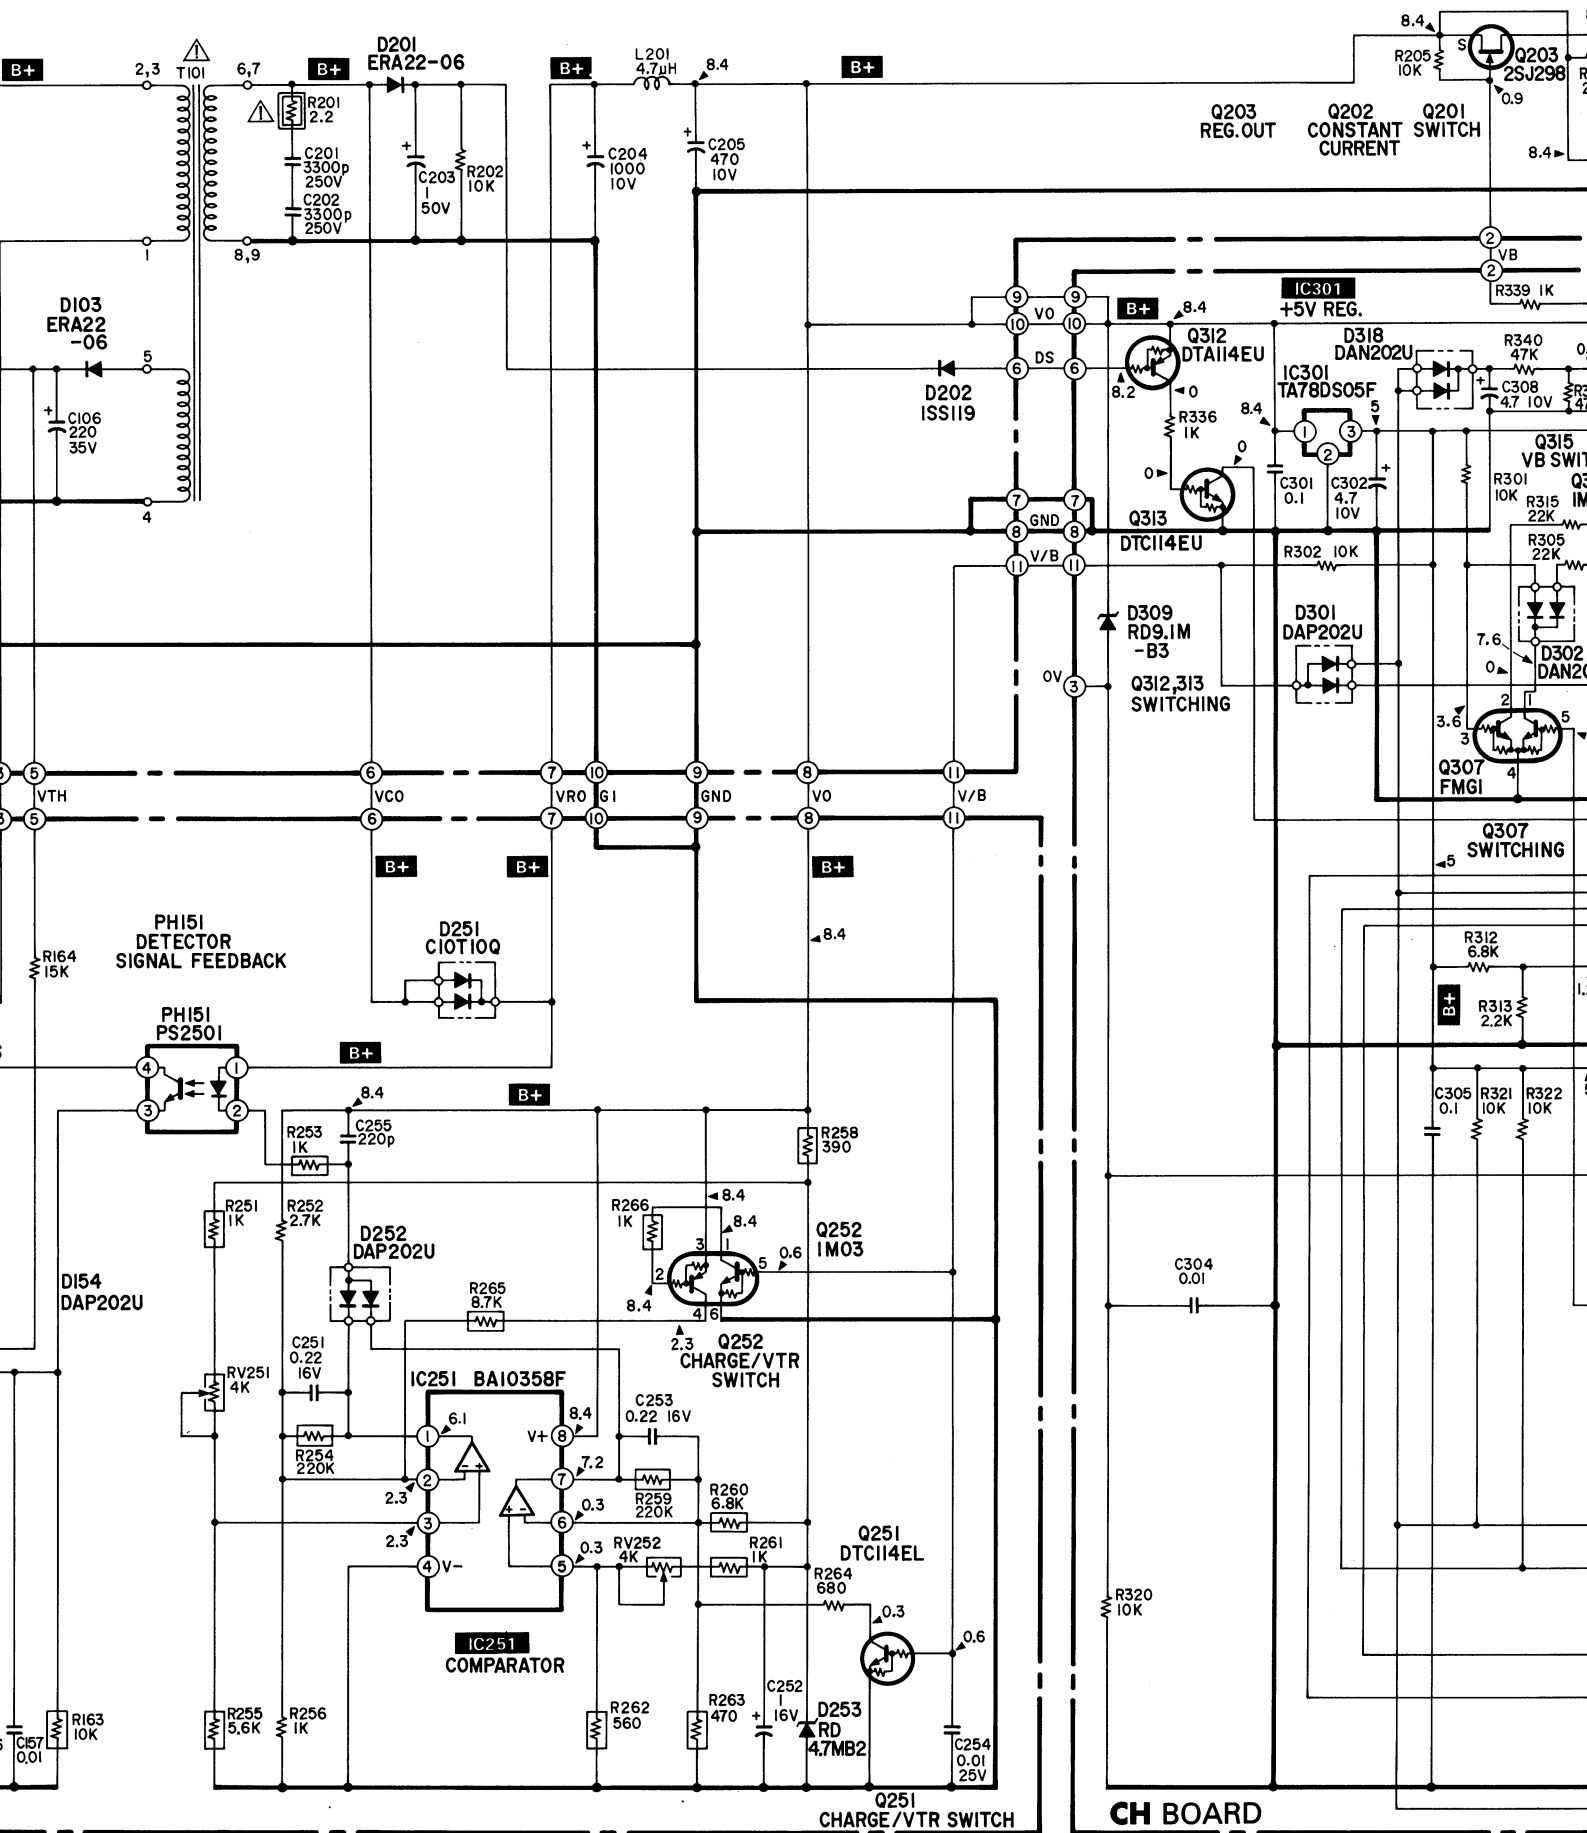 8.4
R205
10K
S
Q203
2SJ298
0.9
B+
2,3
T101
6,7
B+
D201
ERA22-06
B+
L201
4.7μH
8.4
B+
R201
2.2
C201
3300p
250V
C202
3300p
250V
C203
1
50V
R202
10K
C204
1000
10V
C205
470
10V
Q203
REG.OUT
Q202
CONSTANT
CURRENT
Q201
SWITCH
8.4
1
8,9
2
VB
2
D103
ERA22
-06
5
C106
220
35V
4
9
10
VO
9
10
B+
8.4
IC301
+5V REG.
R339 1K
Q312
DTA114EU
D318
DAN202U
R340
47K
6
DS
6
D202
1SS119
8.2
0
R336
1K
IC301
TA78DS05F
8.4
1
3
2
5
C308
4.7 10V
Q315
0
0
C301
0.1
C302
4.7
10V
R301
10K
R315
22K
7
GND
8
7
8
Q313
DTC114EU
11
V/B
11
R302 10K
R305
22K
D309
RD9.1M
-B3
D301
DAP202U
7.6
0
D302
0V
3
Q312,313
SWITCHING
3.6
2
1
5
3
4
Q307
FMG1
5
VTH
5
6
VCO
6
7
VRO
7
10
G1
10
9
GND
9
8
VO
8
11
V/B
11
Q307
SWITCHING
B+
B+
B+
5
PH151
DETECTOR
SIGNAL FEEDBACK
D251
C10T10Q
8.4
R164
15K
R312
6.8K
B+
R313
2.2K
PH151
PS2501
B+
4
1
3
2
B+
8.4
R253
1K
C255
220p
R258
390
C305
0.1
R321
10K
R322
10K
R251
1K
R252
2.7K
R266
1K
8.4
8.4
Q252
IMO3
D252
DAP202U
3
1
2
5
0.6
8.4
4
6
C304
0.01
D154
DAP202U
R265
8.7K
2.3
Q252
CHARGE/VTR
SWITCH
C251
0.22
16V
RV251
4K
IC251 BA10358F
C253
0.22 16V
1
6.1
V+
8
8.4
R254
220K
2
2.3
7
7.2
R259
220K
R260
6.8K
3
2.3
6
0.3
4
V-
5
0.3
RV252
4K
R261
1K
Q251
DTC114EL
R264
680
0.3
0.6
R320
10K
IC251
COMPARATOR
C157
0.01
R163
10K
R255
5.6K
R256
1K
R262
560
R263
470
C252
1
16V
D253
RD
4.7MB2
C254
0.01
25V
Q251
CHARGE/VTR SWITCH
CH BOARD